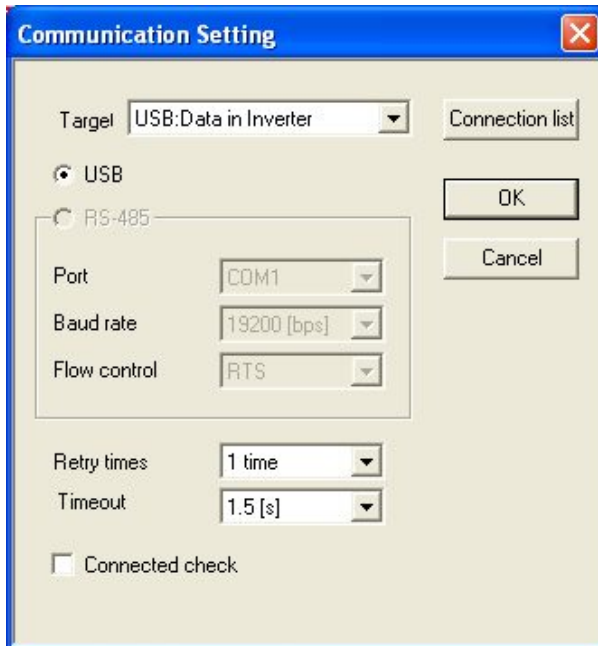 Communication Setting
Target USB:Data in Inverter Connection list
USB
OK
RS-485
Cancel
Port COM1
Baud rate 19200 [bps]
Flow control RTS
Retry times 1 time
Timeout 1.5 [s]
Connected check